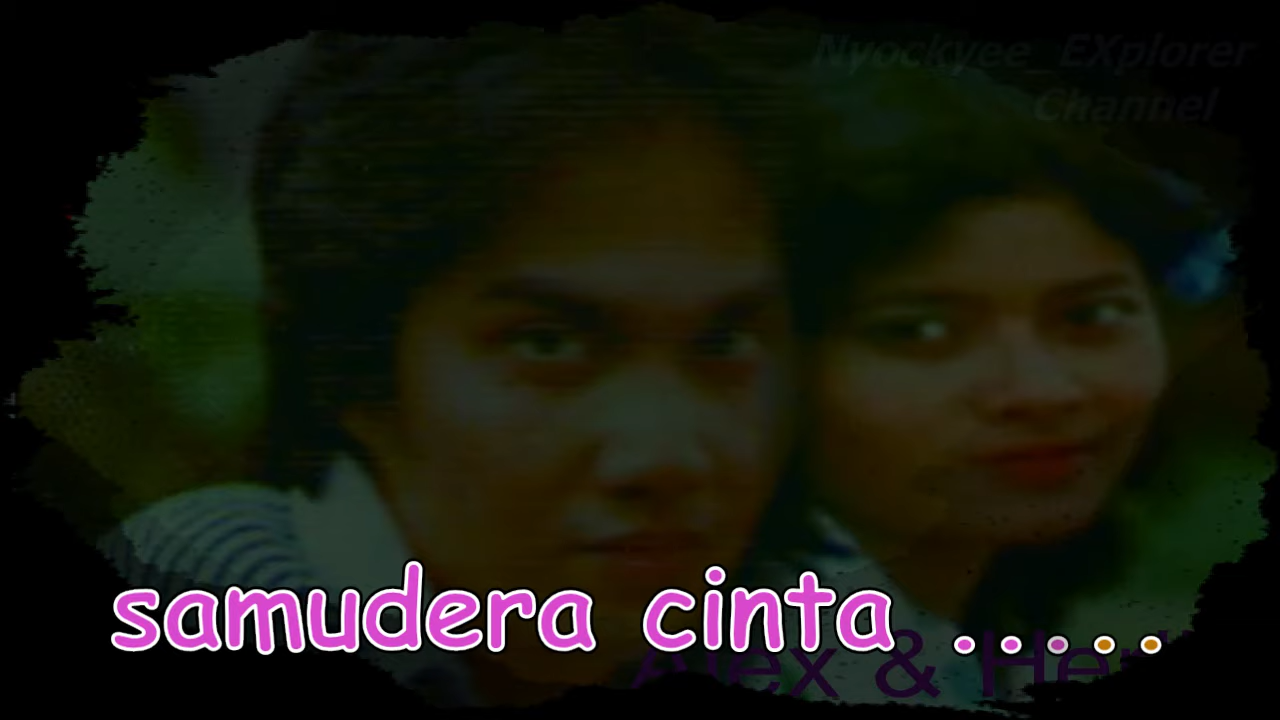 Nyockyee_EXplorer
Channel
samudera cinta .....
Alex &